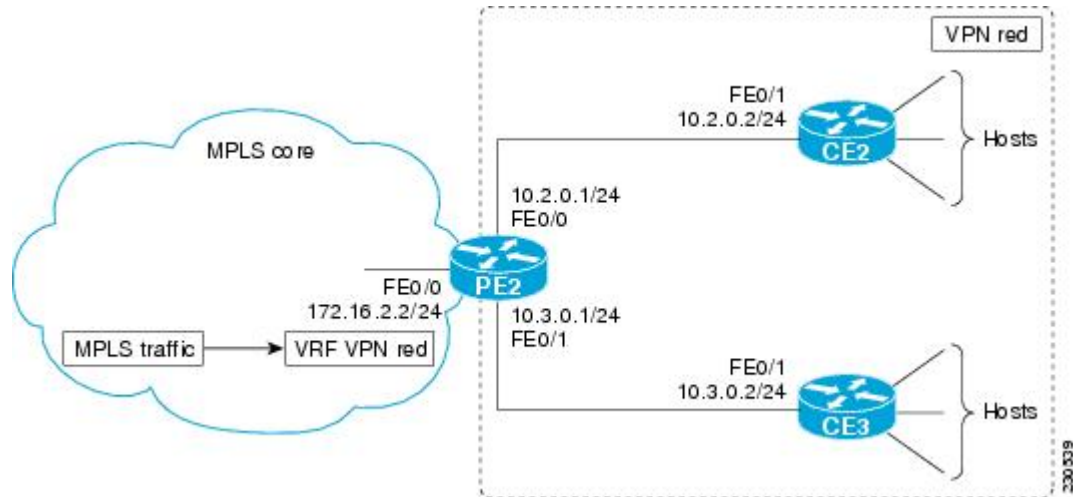 VPN red
FE0/1
10.2.0.2/24
CE2
Hosts
MPLS core
10.2.0.1/24
FE0/0
PE2
FE0/0
172.16.2.2/24
10.3.0.1/24
FE0/1
MPLS traffic
VRF VPN red
FE0/1
10.3.0.2/24
CE3
Hosts
230539